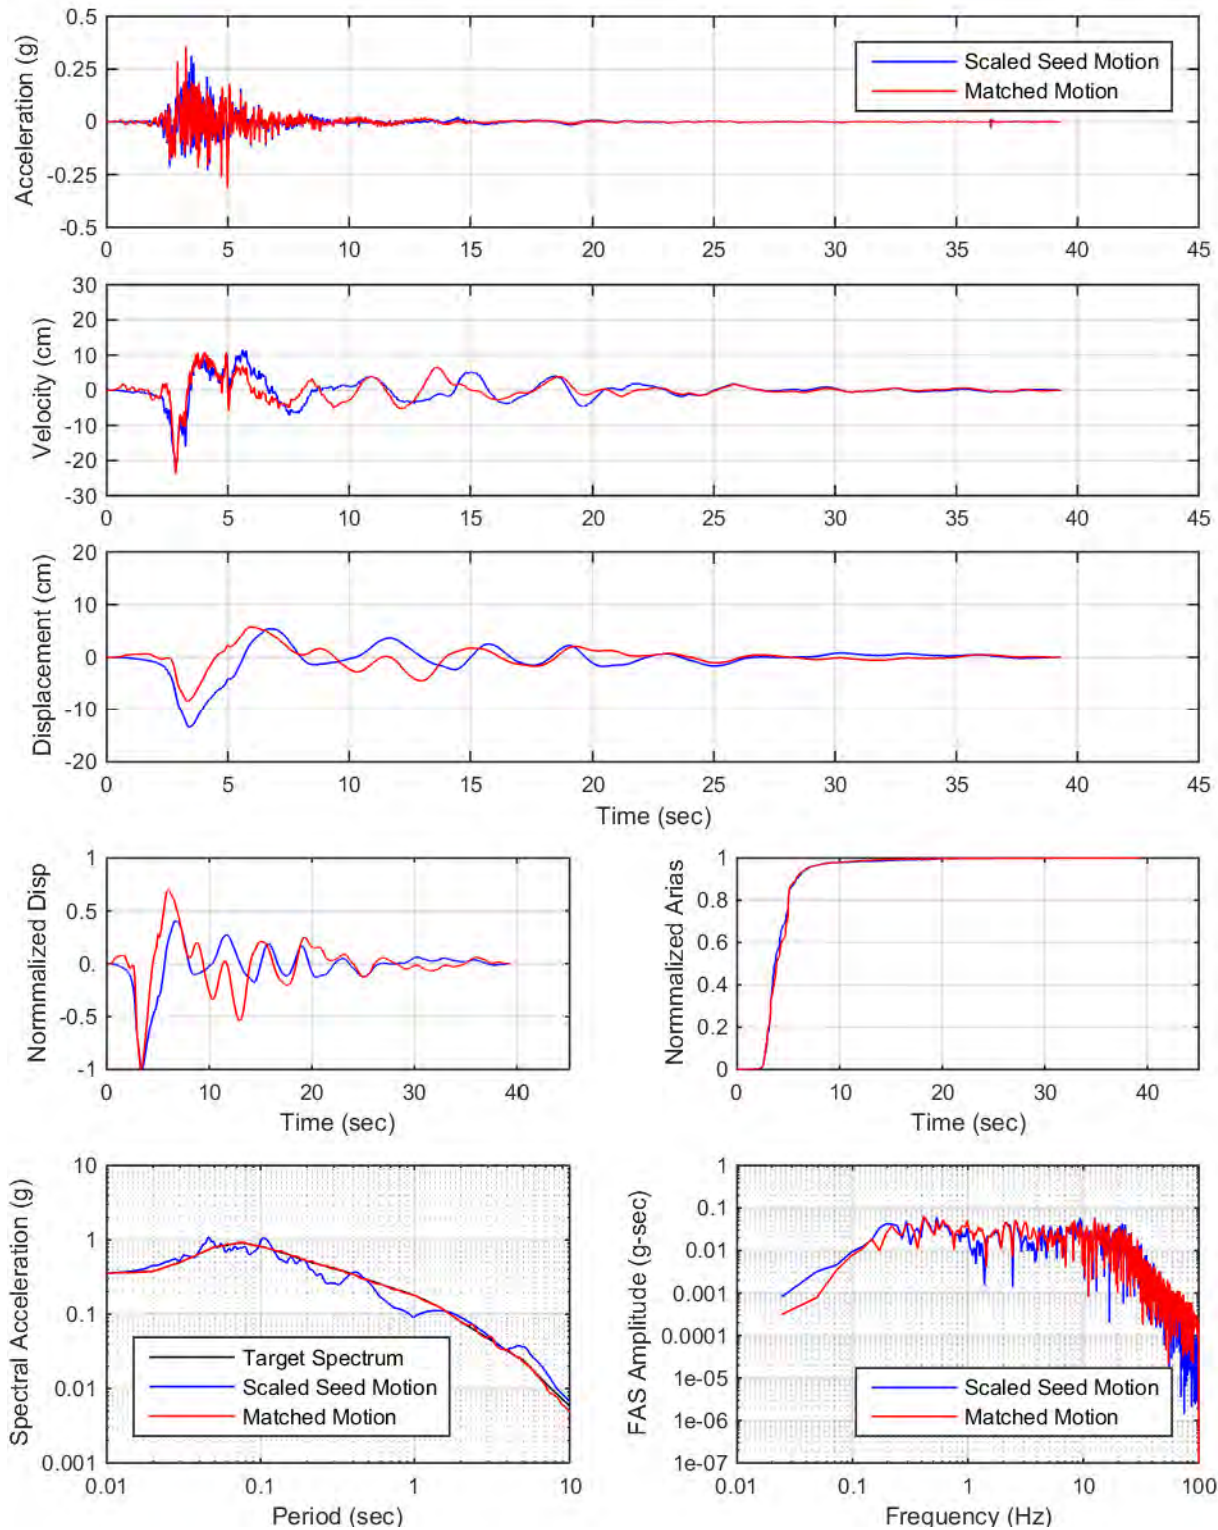 Acceleration (g)
0.5
0.25
0
-0.25
-0.5
Scaled Seed Motion
Matched Motion
0 5 10 15 20 25 30 35 40 45
Velocity (cm)
30
20
10
0
-10
-20
-30
0 5 10 15 20 25 30 35 40 45
Displacement (cm)
20
10
0
-10
-20
0 5 10 15 20 25 30 35 40 45
Time (sec)
Normmalized Disp
1
0.5
0
-0.5
-1
0 10 20 30 40
Time (sec)
Normmalized Arias
1
0.8
0.6
0.4
0.2
0
0 10 20 30 40
Time (sec)
Spectral Acceleration (g)
10
1
0.1
0.01
0.001
Target Spectrum
Scaled Seed Motion
Matched Motion
0.01 0.1 1 10
Period (sec)
FAS Amplitude (g-sec)
1
0.1
0.01
0.001
0.0001
1e-05
1e-06
1e-07
Scaled Seed Motion
Matched Motion
0.01 0.1 1 10 100
Frequency (Hz)